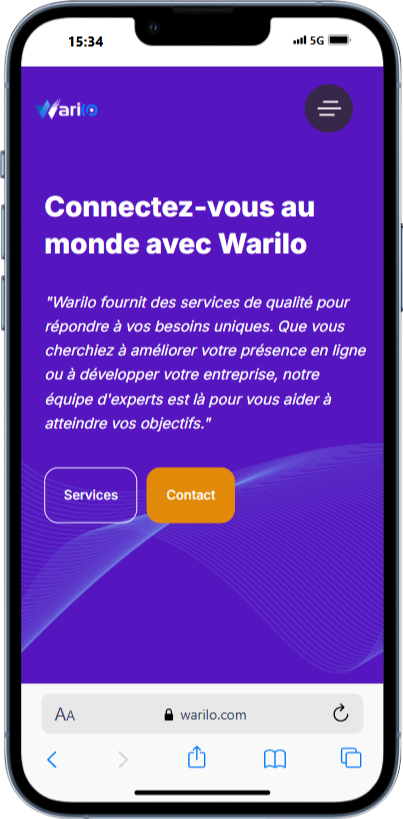 15:34
5G
Warilo
Connectez-vous au
monde avec Warilo
"Warilo fournit des services de qualité pour
répondre à vos besoins uniques. Que vous
cherchiez à améliorer votre présence en ligne
ou à développer votre entreprise, notre
équipe d'experts est là pour vous aider à
atteindre vos objectifs."
Services Contact
AA warilo.com